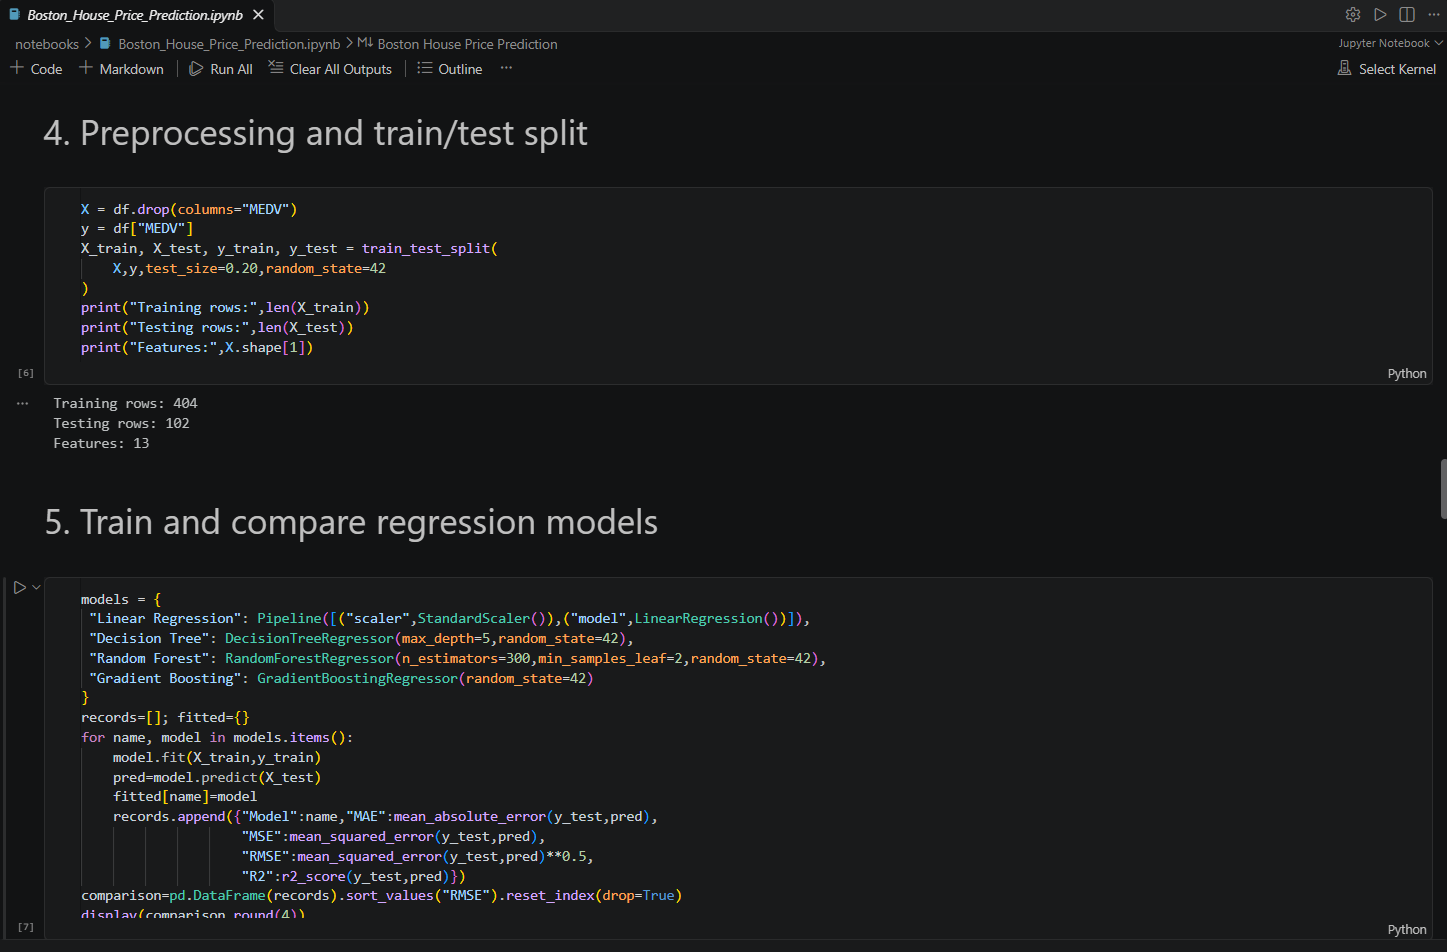 Boston_House_Price_Prediction.ipynb
notebooks > Boston_House_Price_Prediction.ipynb > M↓ Boston House Price Prediction
Jupyter Notebook
+ Code + Markdown | Run All Clear All Outputs | Outline ...
Select Kernel
4. Preprocessing and train/test split
X = df.drop(columns="MEDV")
y = df["MEDV"]
X_train, X_test, y_train, y_test = train_test_split(
    X,y,test_size=0.20,random_state=42
)
print("Training rows:",len(X_train))
print("Testing rows:",len(X_test))
print("Features:",X.shape[1])
[6]
Python
... Training rows: 404
Testing rows: 102
Features: 13
5. Train and compare regression models
models = {
 "Linear Regression": Pipeline([("scaler",StandardScaler()),("model",LinearRegression())]),
 "Decision Tree": DecisionTreeRegressor(max_depth=5,random_state=42),
 "Random Forest": RandomForestRegressor(n_estimators=300,min_samples_leaf=2,random_state=42),
 "Gradient Boosting": GradientBoostingRegressor(random_state=42)
}
records=[]; fitted={}
for name, model in models.items():
    model.fit(X_train,y_train)
    pred=model.predict(X_test)
    fitted[name]=model
    records.append({"Model":name,"MAE":mean_absolute_error(y_test,pred),
                    "MSE":mean_squared_error(y_test,pred),
                    "RMSE":mean_squared_error(y_test,pred)**0.5,
                    "R2":r2_score(y_test,pred)})
comparison=pd.DataFrame(records).sort_values("RMSE").reset_index(drop=True)
display(comparison.round(4))
[7]
Python